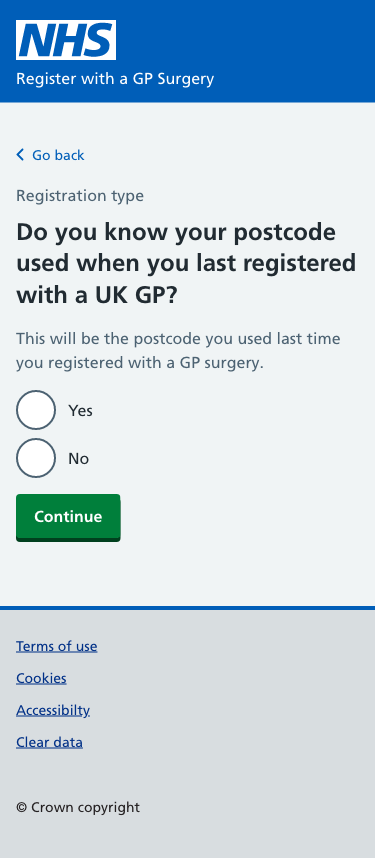 NHS
Register with a GP Surgery
Go back
Registration type
Do you know your postcode
used when you last registered
with a UK GP?
This will be the postcode you used last time
you registered with a GP surgery.
Yes
No
Continue
Terms of use
Cookies
Accessibilty
Clear data
© Crown copyright